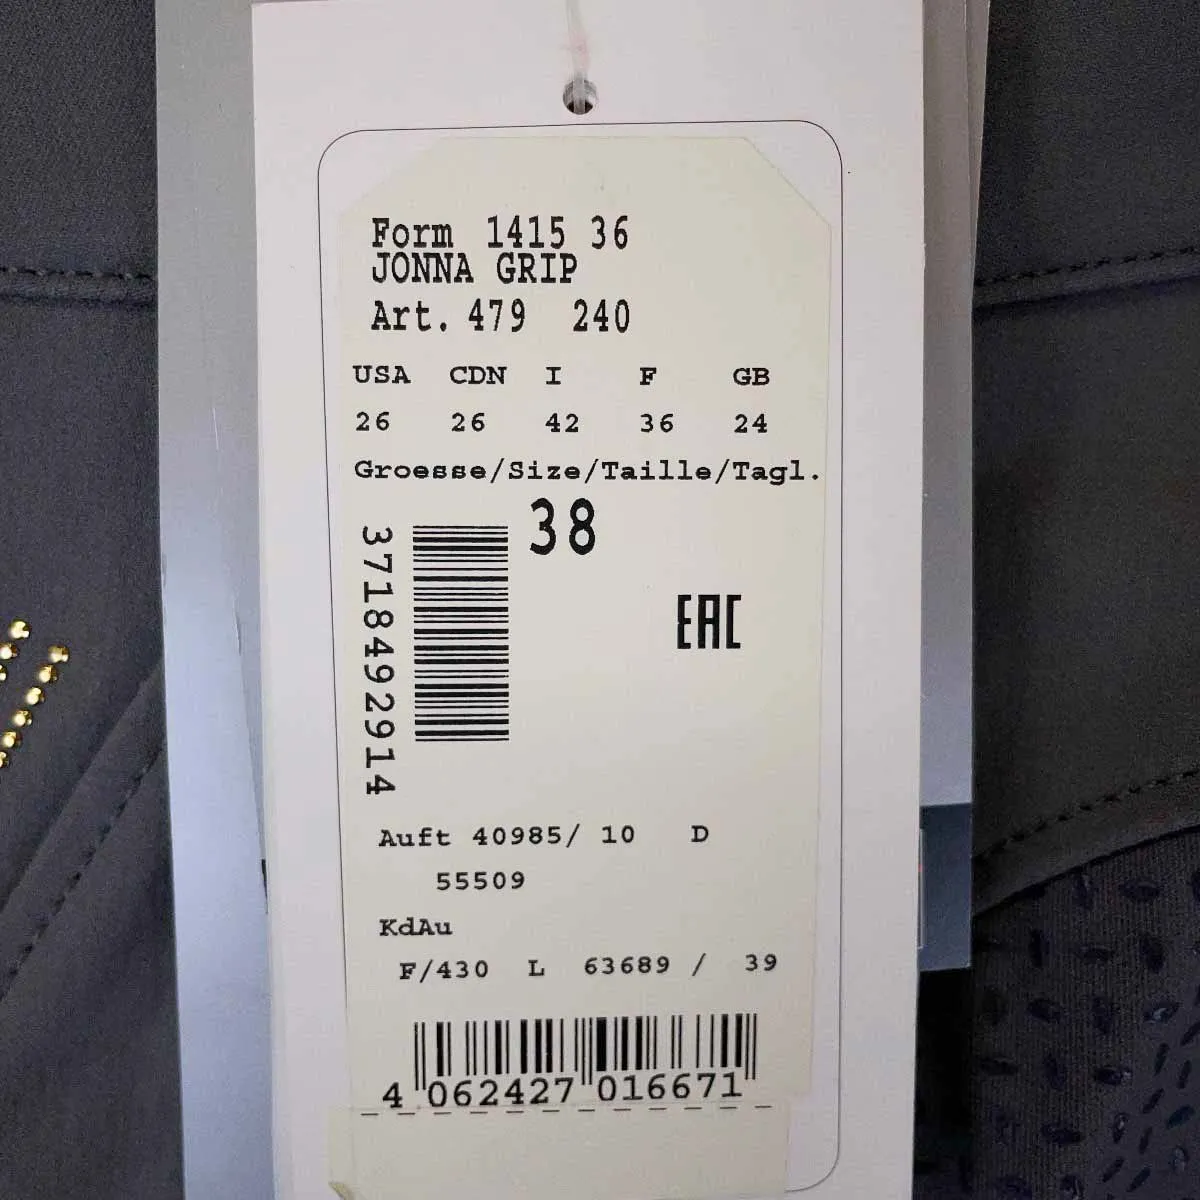 Form 1415 36
JONNA GRIP
Art. 479 240
USA CDN I F GB
26 26 42 36 24
Groesse/Size/Taille/Tagl.
38
3718492914
EAC
Auft 40985/ 10 D
55509
KdAu
F/430 L 63689 / 39
4 062427 016671